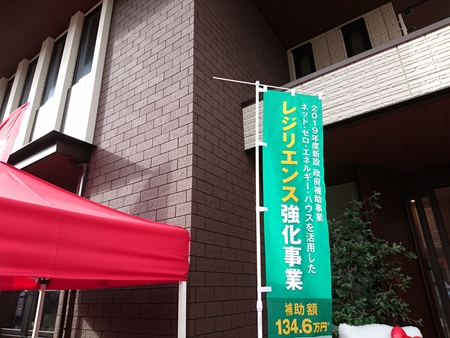 2019年度新設 政府補助事業
ネット・ゼロ・エネルギー・ハウスを活用した
レジリエンス強化事業
補助額
134.6万円